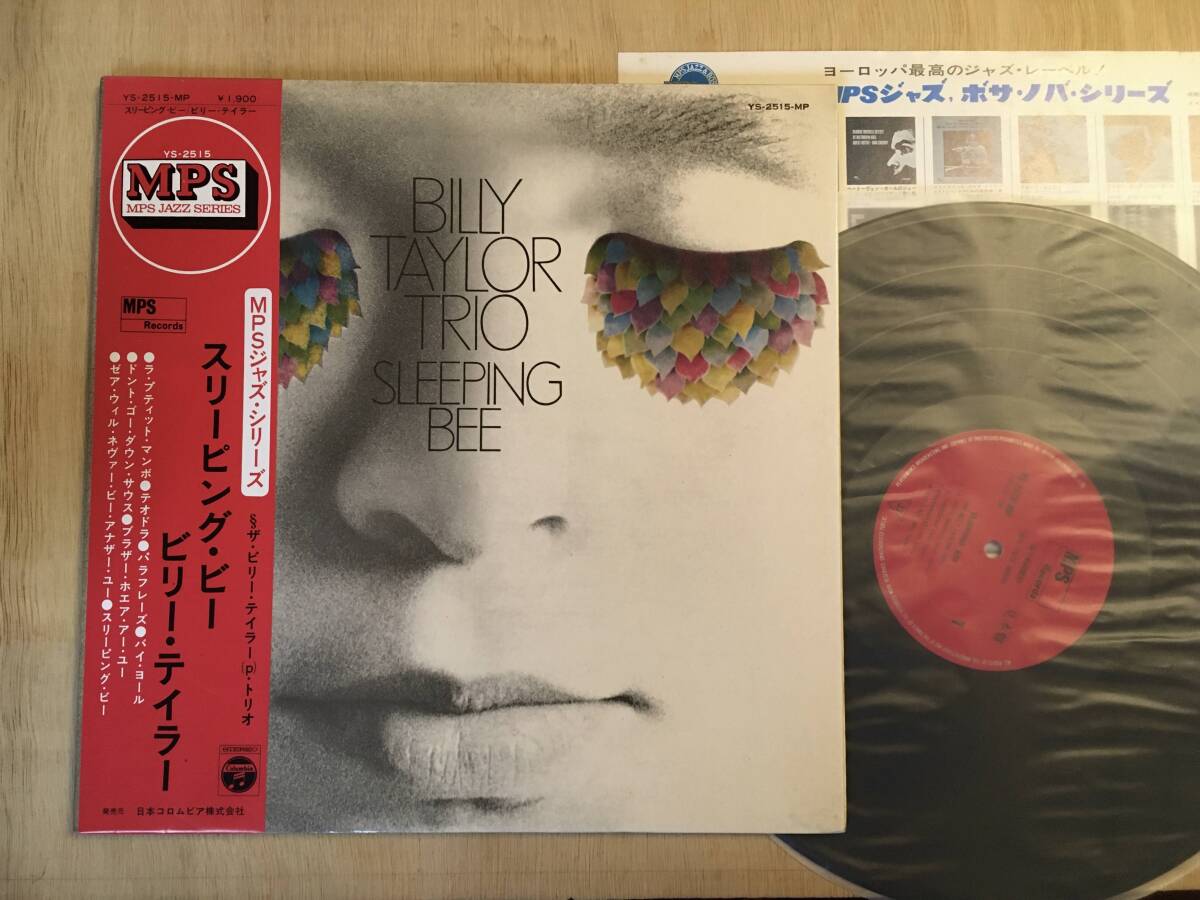 YS-2515-MP ¥1,900
スリーピング・ビー/ビリー・テイラー
YS-2515
MPS
MPS JAZZ SERIES
MPS
Records
MPSジャズ・シリーズ
スリーピング・ビー
ビリー・テイラー
§ザ・ビリー・テイラー(p)・トリオ
●ラ・プティット・マンボ●テオドラ●パラフレーズ●バイ・ヨール
●ドント・ゴー・ダウン・サウス●ブラザー・ホエア・アー・ユー
●ゼア・ウィル・ネヴァー・ビー・アナザー・ユー●スリーピング・ビー
STEREO
Columbia
発売元 日本コロムビア株式会社
YS-2515-MP
BILLY
TAYLOR
TRIO
SLEEPING
BEE
ヨーロッパ最高のジャズ・レーベル!
MPSジャズ, ボサ・ノバ・シリーズ
MPS
Records
1